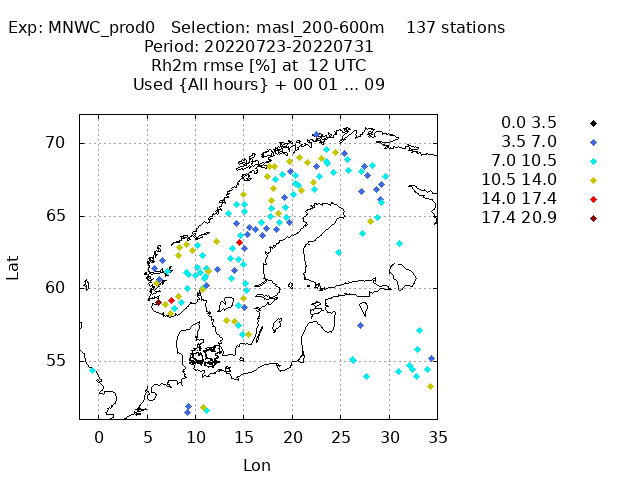 Exp: MNWC_prod0 Selection: masl_200-600m 137 stations
Period: 20220723-20220731
Rh2m rmse [%] at 12 UTC
Used {All hours} + 00 01 ... 09
0.0 3.5
3.5 7.0
7.0 10.5
10.5 14.0
14.0 17.4
17.4 20.9
70
65
60
55
Lat
0 5 10 15 20 25 30 35
Lon